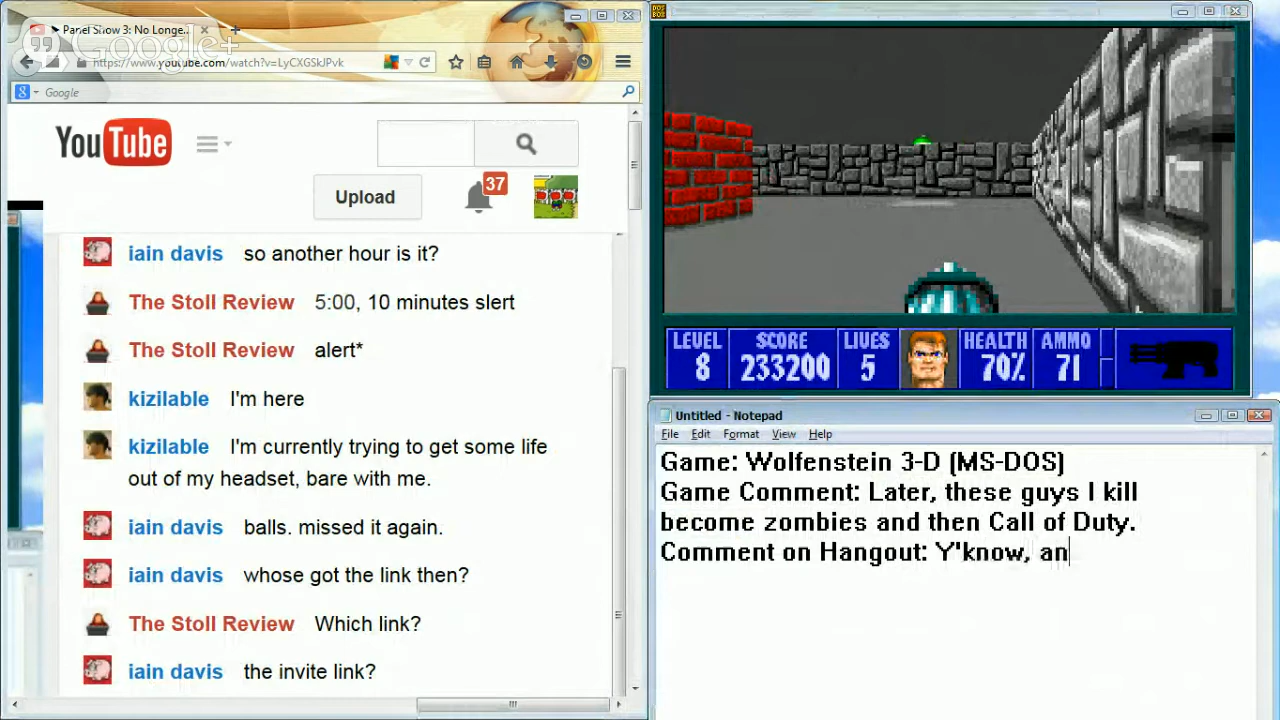 Panel Show 3: No Longe...
Google+
https://www.youtube.com/watch?v=LyCXGSkJPvk
Google
YouTube
Upload
37
iain davis so another hour is it?
The Stoll Review 5:00, 10 minutes slert
The Stoll Review alert*
kizilable I'm here
kizilable I'm currently trying to get some life
out of my headset, bare with me.
iain davis balls. missed it again.
iain davis whose got the link then?
The Stoll Review Which link?
iain davis the invite link?
DOS
BOX
LEVEL SCORE LIVES HEALTH AMMO
8 233200 5 70% 71
Untitled - Notepad
File Edit Format View Help
Game: Wolfenstein 3-D (MS-DOS)
Game Comment: Later, these guys I kill
become zombies and then Call of Duty.
Comment on Hangout: Y'know, an